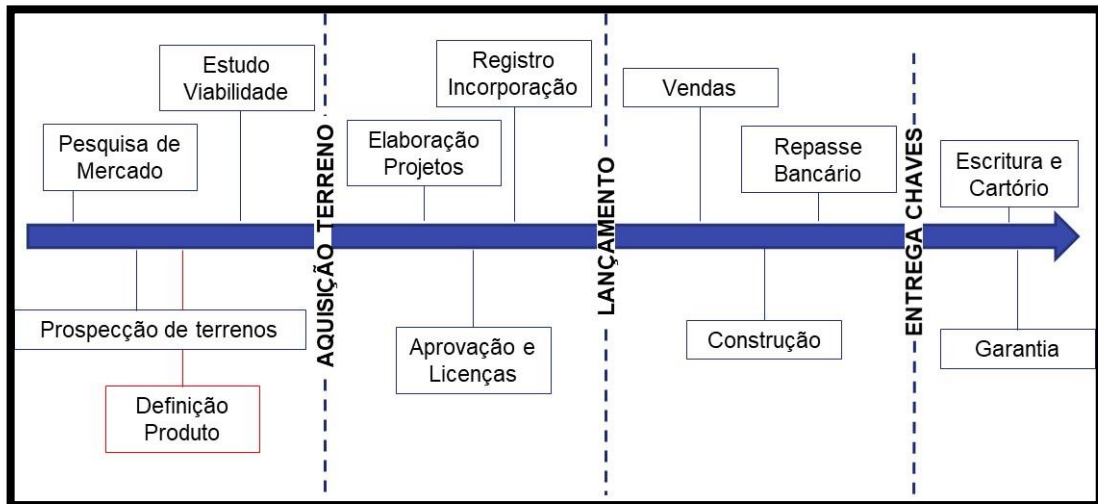 Estudo
Viabilidade
Pesquisa de
Mercado
Prospecção de terrenos
Definição
Produto
AQUISIÇÃO TERRENO
Registro
Incorporação
Elaboração
Projetos
Aprovação e
Licenças
LANÇAMENTO
Vendas
Repasse
Bancário
Construção
ENTREGA CHAVES
Escritura e
Cartório
Garantia